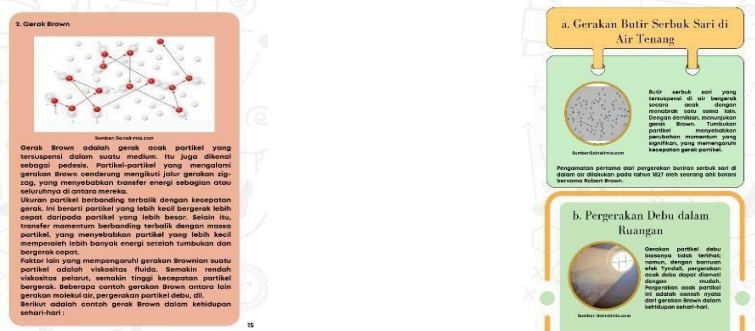 2. Gerak Brown
Sumber: Sainskimia.com
Gerak Brown adalah gerak acak partikel yang
tersuspensi dalam suatu medium. Itu juga dikenal
sebagai pedesis. Partikel-partikel yang mengalami
gerakan Brown cenderung mengikuti jalur gerakan zig-
zag, yang menyebabkan transfer energi sebagian atau
seluruhnya di antara mereka.
Ukuran partikel berbanding terbalik dengan kecepatan
gerak. Ini berarti partikel yang lebih kecil bergerak lebih
cepat daripada partikel yang lebih besar. Selain itu,
transfer momentum berbanding terbalik dengan massa
partikel, yang menyebabkan partikel yang lebih kecil
memperoleh lebih banyak energi setelah tumbukan dan
bergerak cepat.
Faktor lain yang mempengaruhi gerakan Brownian suatu
partikel adalah viskositas fluida. Semakin rendah
viskositas pelarut, semakin tinggi kecepatan partikel
bergerak. Beberapa contoh gerakan Brown antara lain
gerakan molekul air, pergerakan partikel debu, dll.
Berikut adalah contoh gerak Brown dalam kehidupan
sehari-hari :
15
a. Gerakan Butir Serbuk Sari di
Air Tenang
Butir serbuk sari yang
tersuspensi di air bergerak
secara acak dengan
menabrak satu sama lain.
Dengan demikian, menunjukan
gerak Brown. Tumbukan
partikel menyebabkan
perubahan momentum yang
signifikan, yang memengaruhi
kecepatan gerak partikel.
Sumber:Sainskimia.com
Pengamatan pertama dari pergerakan butiran serbuk sari di
dalam air dilakukan pada tahun 1827 oleh seorang ahli botani
bernama Robert Brown.
b. Pergerakan Debu dalam
Ruangan
Gerakan partikel debu
biasanya tidak terlihat;
namun, dengan bantuan
efek Tyndall, pergerakan
acak debu dapat diamati
dengan mudah.
Pergerakan acak partikel
ini adalah contoh nyata
dari gerakan Brown dalam
kehidupan sehari-hari.
Sumber: Sainskimia.com